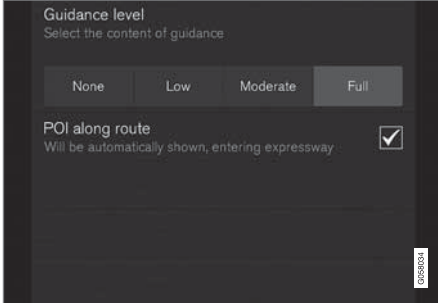 Guidance level
Select the content of guidance
None Low Moderate Full
POI along route
Will be automatically shown, entering expressway
G058034